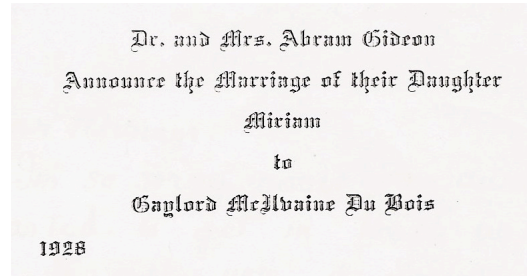 Dr. and Mrs. Abram Gideon
Announce the Marriage of their Daughter
Miriam
to
Gaylord McIlvaine Du Bois
1928